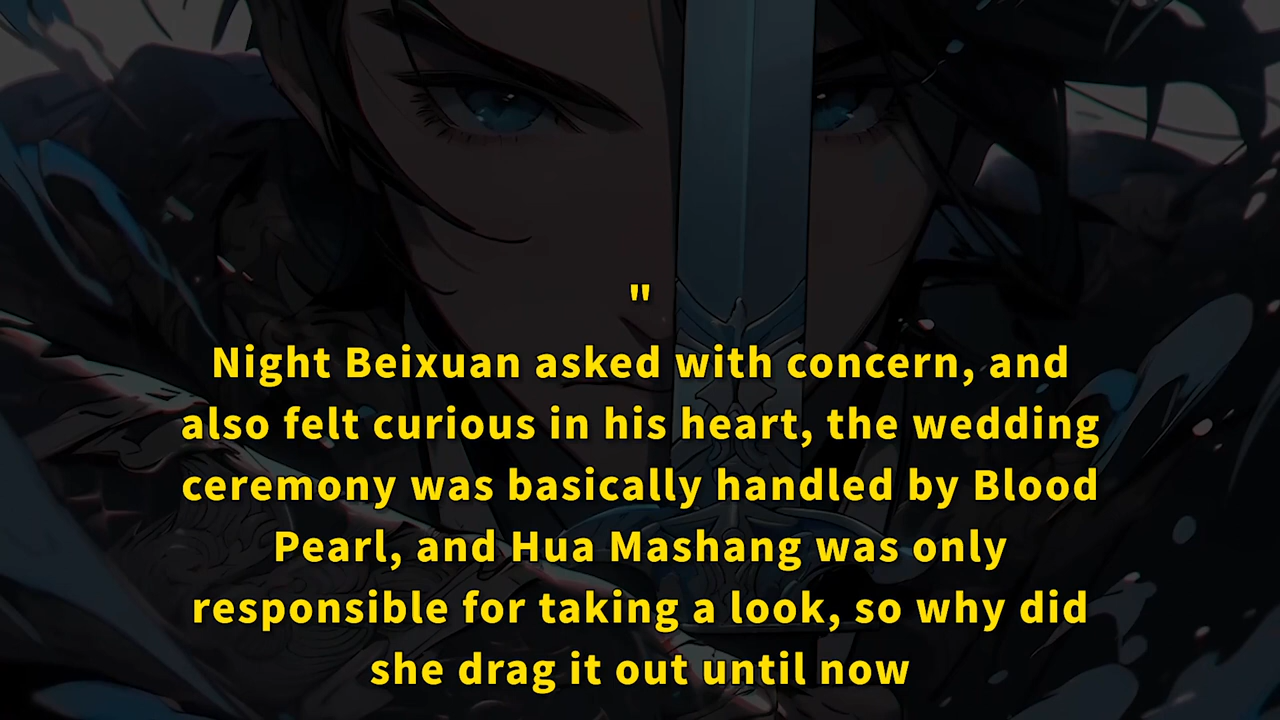 "
Night Beixuan asked with concern, and
also felt curious in his heart, the wedding
ceremony was basically handled by Blood
Pearl, and Hua Mashang was only
responsible for taking a look, so why did
she drag it out until now